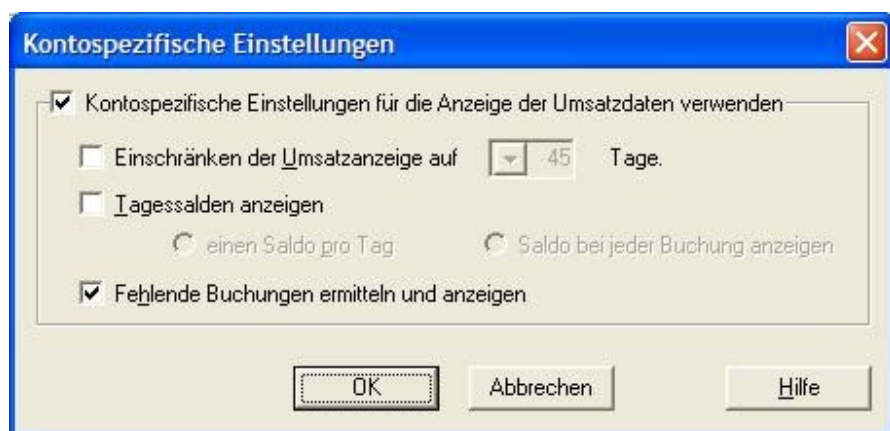 Kontospezifische Einstellungen
Kontospezifische Einstellungen für die Anzeige der Umsatzdaten verwenden
Einschränken der Umsatzanzeige auf 45 Tage.
Tagessalden anzeigen
einen Saldo pro Tag Saldo bei jeder Buchung anzeigen
Fehlende Buchungen ermitteln und anzeigen
OK Abbrechen Hilfe